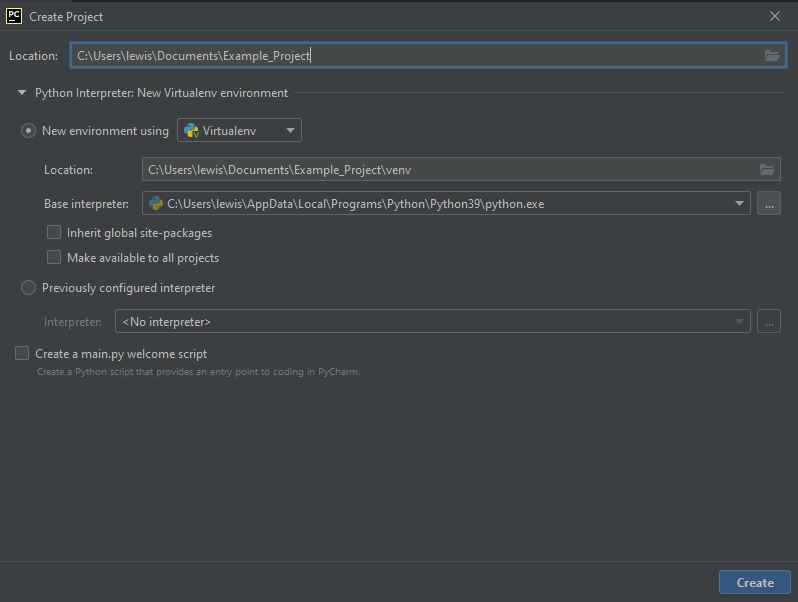 PC Create Project
Location: C:\Users\lewis\Documents\Example_Project
Python Interpreter: New Virtualenv environment
New environment using Virtualenv
Location: C:\Users\lewis\Documents\Example_Project\venv
Base interpreter: C:\Users\lewis\AppData\Local\Programs\Python\Python39\python.exe ...
Inherit global site-packages
Make available to all projects
Previously configured interpreter
Interpreter: <No interpreter> ...
Create a main.py welcome script
Create a Python script that provides an entry point to coding in PyCharm.
Create